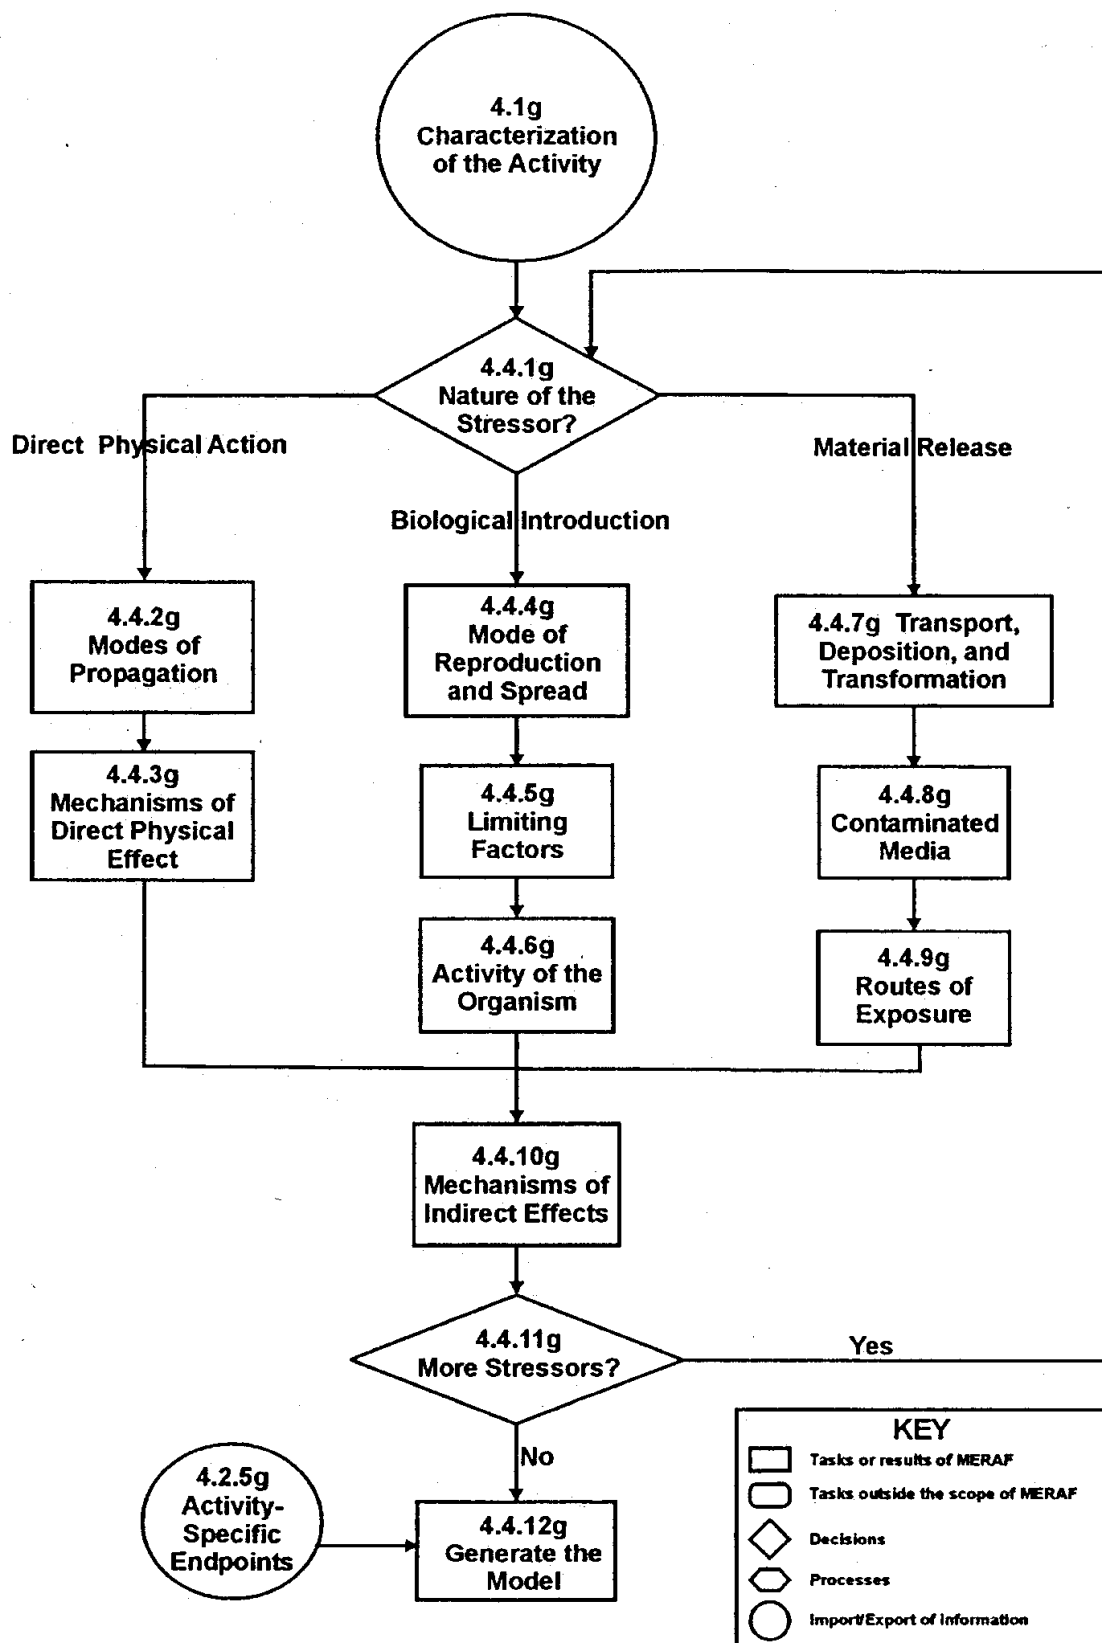 4.1g
Characterization
of the Activity
4.4.1g
Nature of the
Stressor?
Direct Physical Action
Material Release
Biological Introduction
4.4.2g
Modes of
Propagation
4.4.4g
Mode of
Reproduction
and Spread
4.4.7g Transport,
Deposition, and
Transformation
4.4.3g
Mechanisms of
Direct Physical
Effect
4.4.5g
Limiting
Factors
4.4.8g
Contaminated
Media
4.4.6g
Activity of the
Organism
4.4.9g
Routes of
Exposure
4.4.10g
Mechanisms of
Indirect Effects
4.4.11g
More Stressors?
Yes
No
4.2.5g
Activity-
Specific
Endpoints
4.4.12g
Generate the
Model
KEY
Tasks or results of MERAF
Tasks outside the scope of MERAF
Decisions
Processes
Import/Export of Information